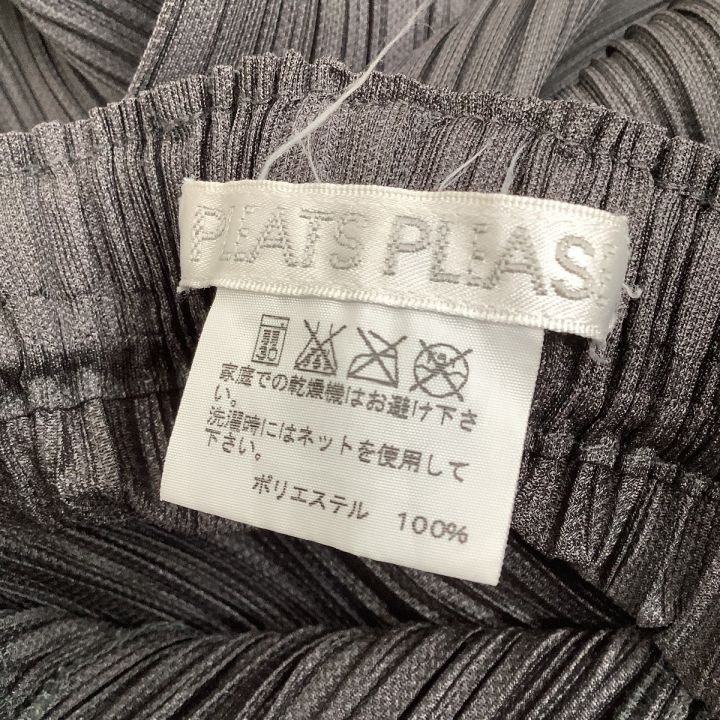 PLEATS PLEAS
家庭での乾燥機はお避け下さ
い。
洗濯時にはネットを使用して
下さい。
ポリエステル 100%